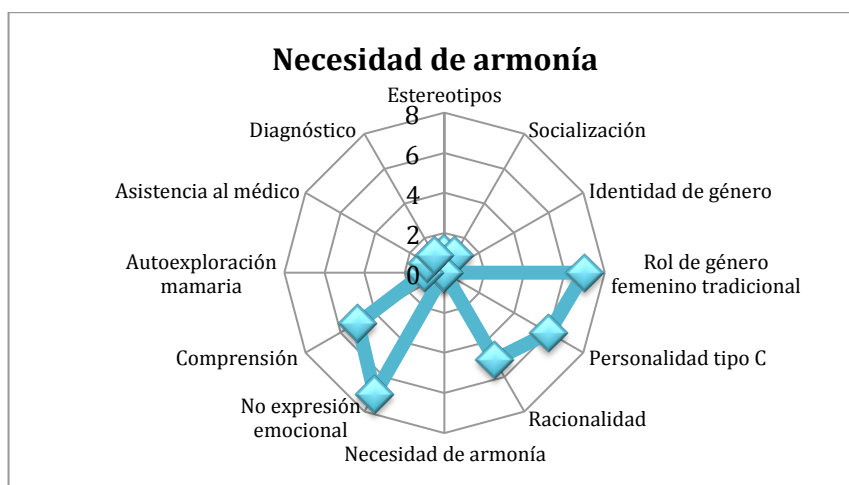 Necesidad de armonía
Estereotipos
8
Diagnóstico
Socialización
6
Asistencia al médico
Identidad de género
4
2
Autoexploración
mamaria
0
Rol de género
femenino tradicional
Comprensión
Personalidad tipo C
No expresión
emocional
Racionalidad
Necesidad de armonía